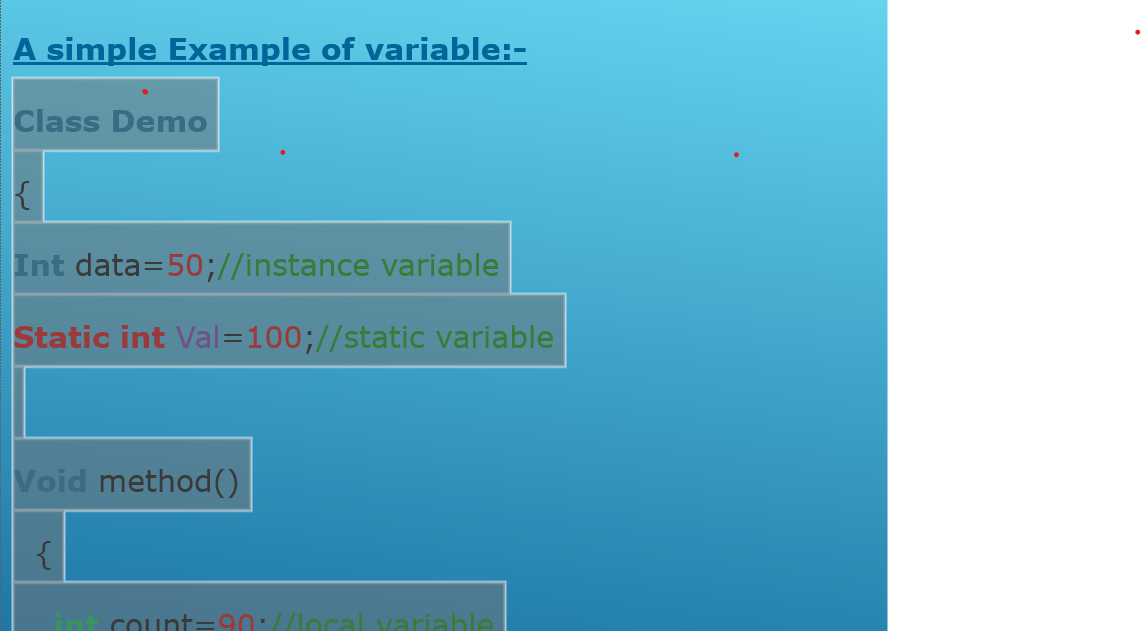 A simple Example of variable:–
Class Demo
{
Int data=50;//instance variable
Static int Val=100;//static variable
Void method()
{
int count=90;//local variable